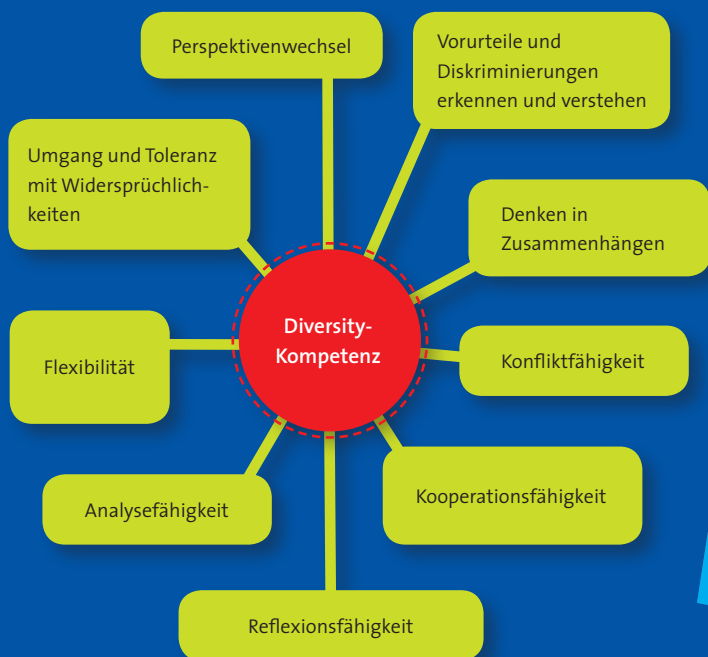 Perspektivenwechsel
Vorurteile und
Diskriminierungen
erkennen und verstehen
Umgang und Toleranz
mit Widersprüchlich-
keiten
Denken in
Zusammenhängen
Diversity-
Kompetenz
Flexibilität
Konfliktfähigkeit
Analysefähigkeit
Kooperationsfähigkeit
Reflexionsfähigkeit